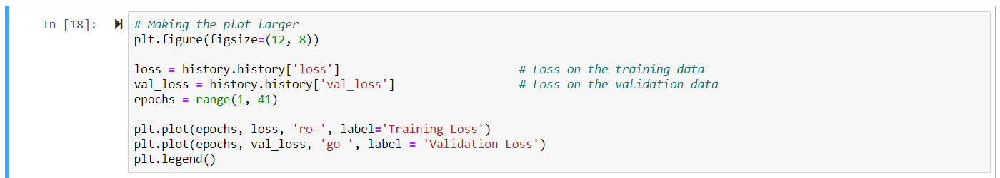 In [18]:
# Making the plot larger
plt.figure(figsize=(12, 8))
loss = history.history['loss'] # Loss on the training data
val_loss = history.history['val_loss'] # Loss on the validation data
epochs = range(1, 41)
plt.plot(epochs, loss, 'ro-', label='Training Loss')
plt.plot(epochs, val_loss, 'go-', label = 'Validation Loss')
plt.legend()